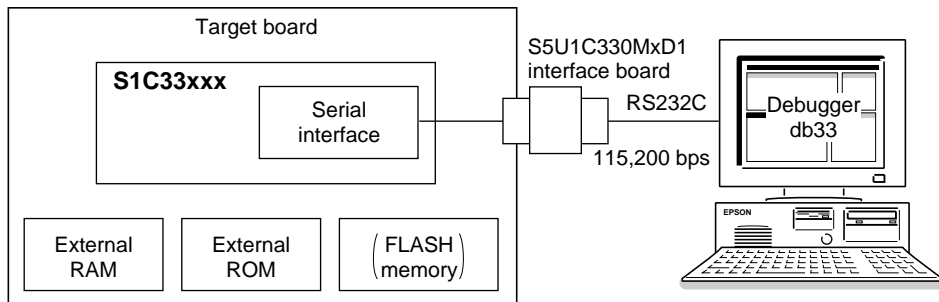 Target board
S1C33xxx
Serial
interface
S5U1C330MxD1
interface board
RS232C
115,200 bps
Debugger
db33
EPSON
External
RAM
External
ROM
(FLASH
memory)